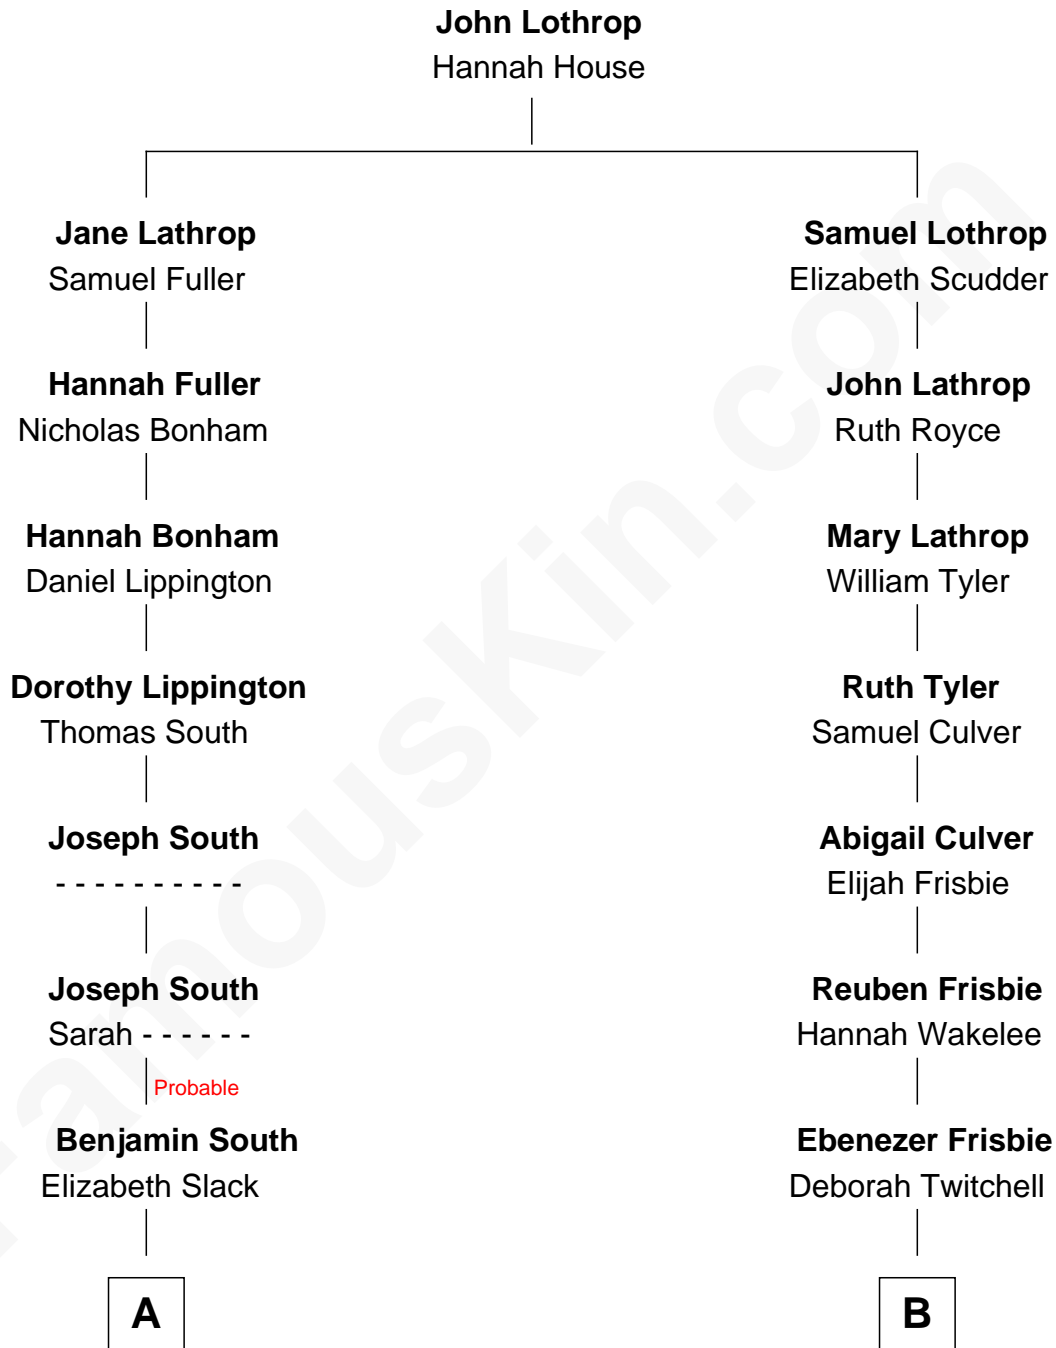 John Lothrop
Hannah House
Jane Lathrop
Samuel Fuller
Hannah Fuller
Nicholas Bonham
Hannah Bonham
Daniel Lippington
Dorothy Lippington
Thomas South
Joseph South
- - - - - - - - - -
Joseph South
Sarah - - - - - -
Probable
Benjamin South
Elizabeth Slack
A
Samuel Lothrop
Elizabeth Scudder
John Lathrop
Ruth Royce
Mary Lathrop
William Tyler
Ruth Tyler
Samuel Culver
Abigail Culver
Elijah Frisbie
Reuben Frisbie
Hannah Wakelee
Ebenezer Frisbie
Deborah Twitchell
B
FamousKin.com